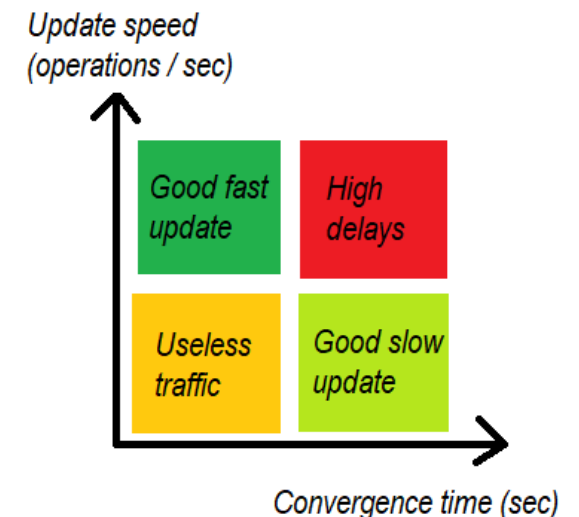 Update speed
(operations / sec)
Good fast
update
High
delays
Useless
traffic
Good slow
update
Convergence time (sec)